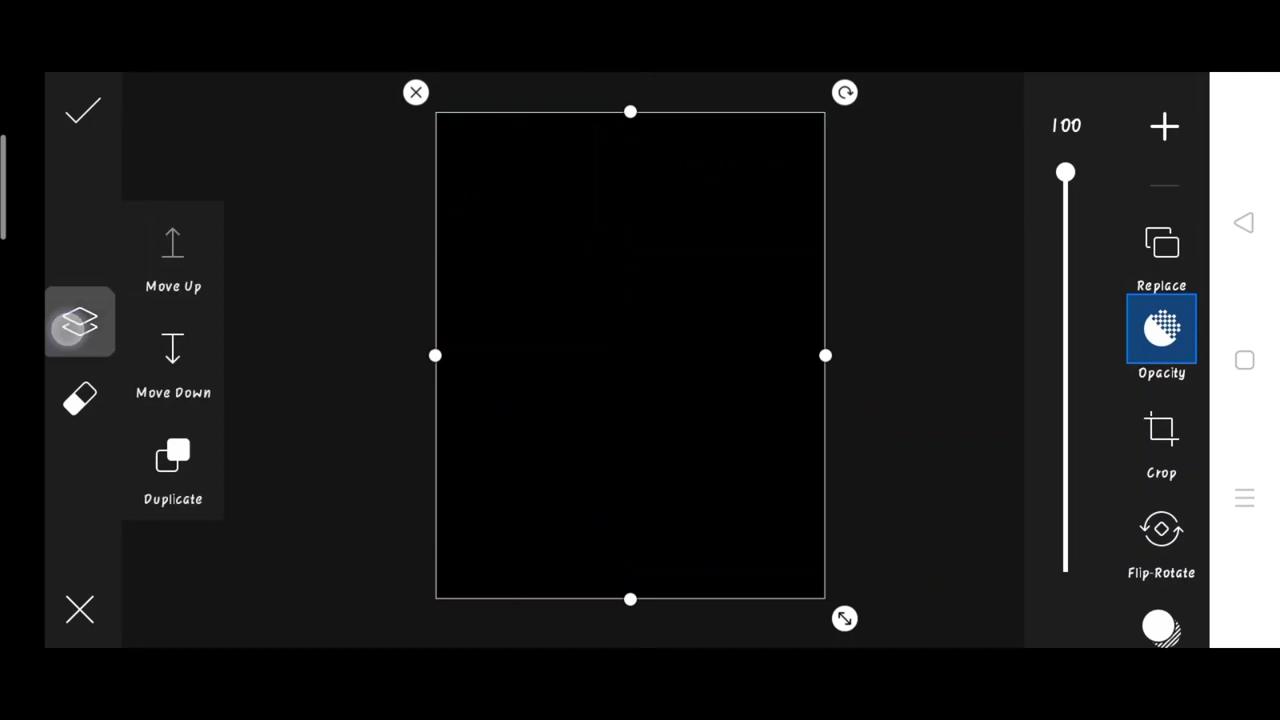 100
Move Up
Replace
Move Down
Opacity
Crop
Duplicate
Flip-Rotate